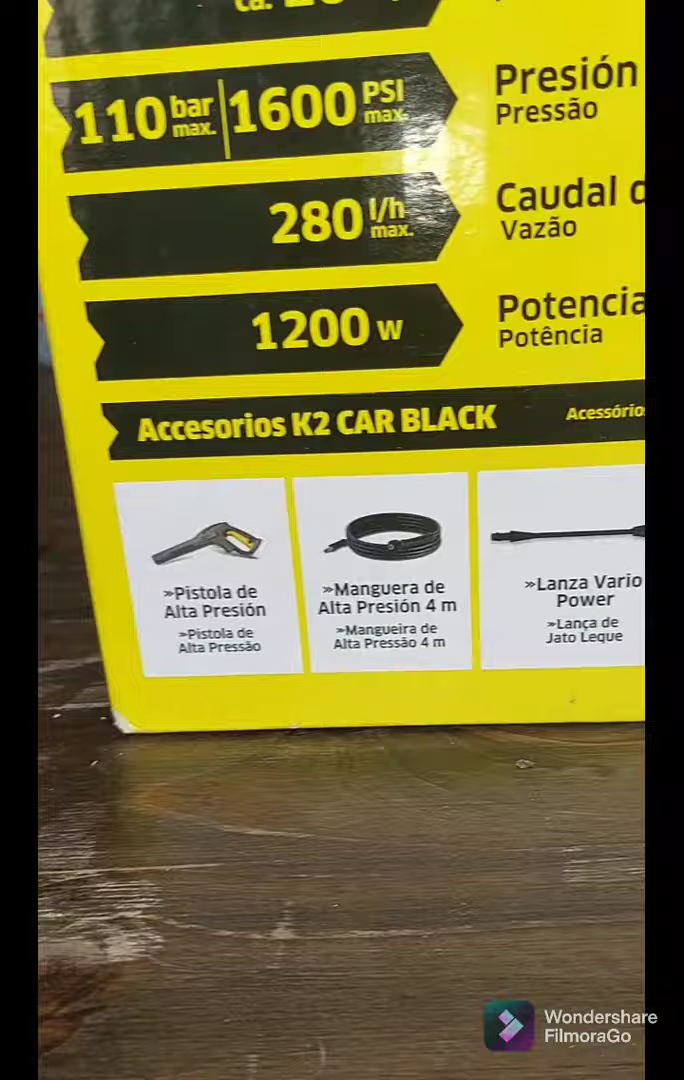 ca.
110 bar max. 1600 PSI max.
Presión
Pressão
280 l/h max.
Caudal
Vazão
1200 W
Potencia
Potência
Accesorios K2 CAR BLACK
»Pistola de
Alta Presión
»Pistola de
Alta Pressão
»Manguera de
Alta Presión 4 m
»Mangueira de
Alta Pressão 4 m
»Lanza Vario
Power
»Lança de
Jato Leque
Wondershare
FilmoraGo